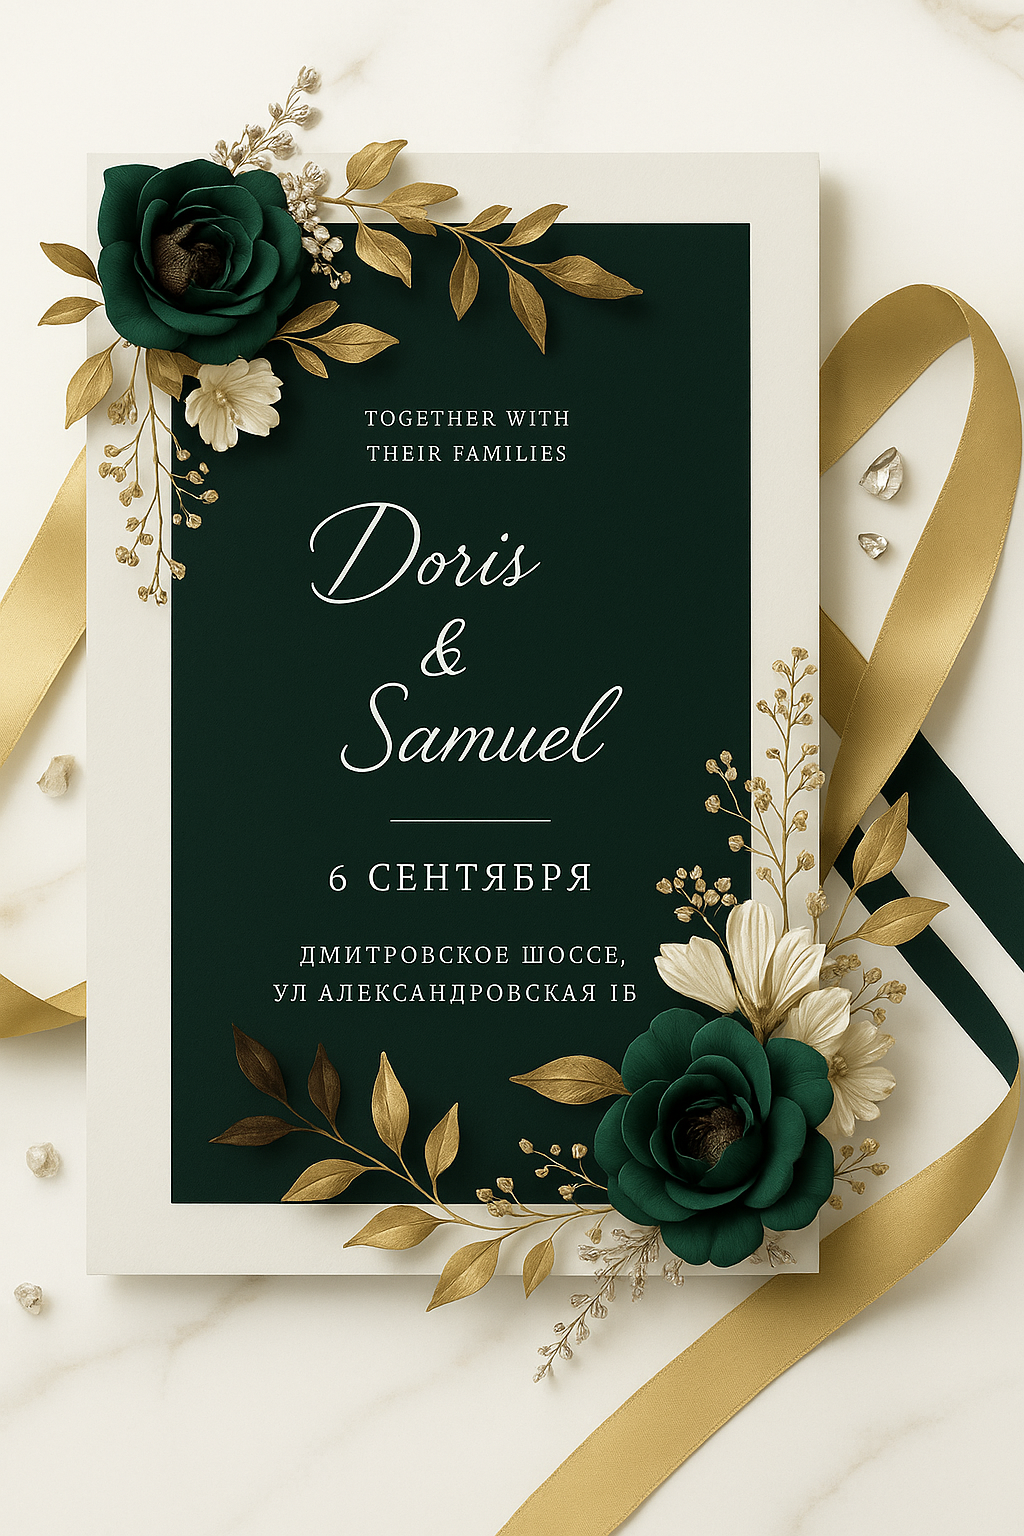 TOGETHER WITH
THEIR FAMILIES
Doris
&
Samuel
6 СЕНТЯБРЯ
ДМИТРОВСКОЕ ШОССЕ,
УЛ АЛЕКСАНДРОВСКАЯ 1Б